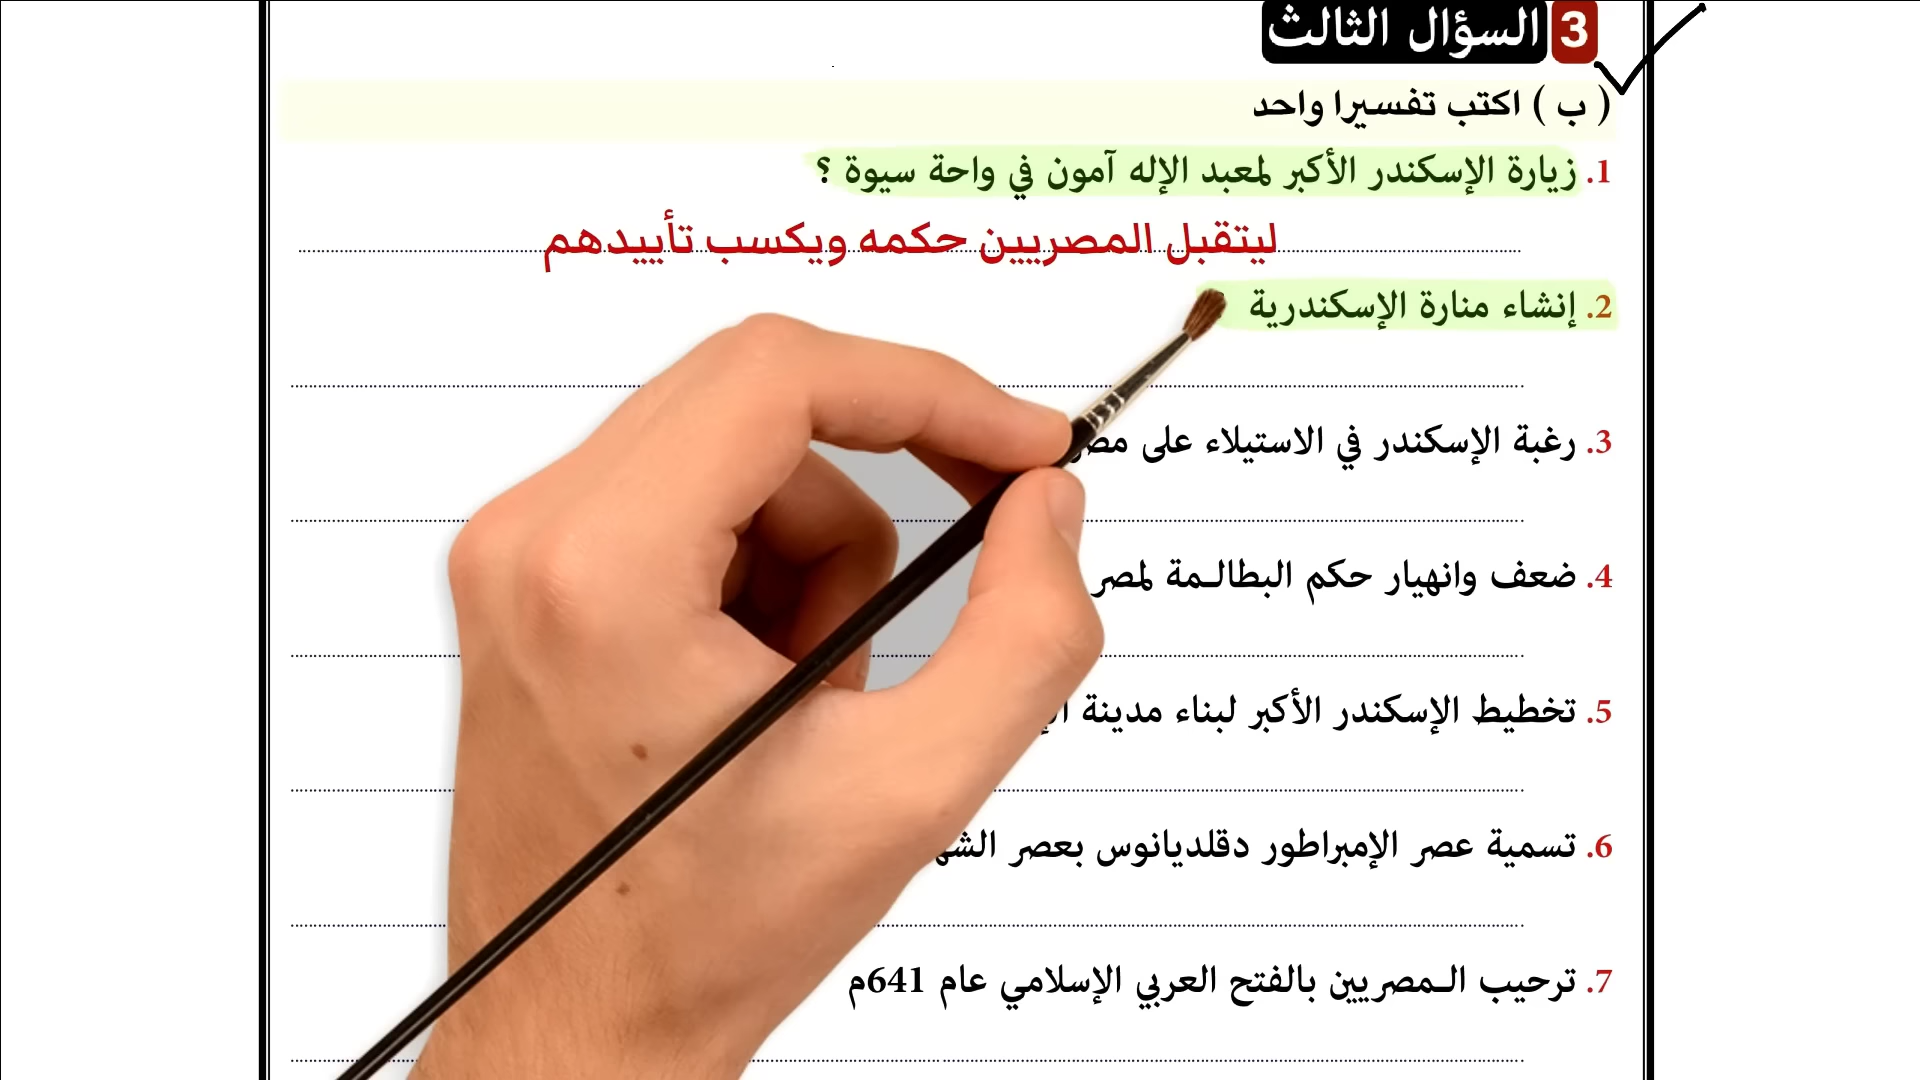 3 السؤال الثالث
( ب ) اكتب تفسيرا واحد
1. زيارة الإسكندر الأكبر لمعبد الإله آمون في واحة سيوة ؟
ليتقبل المصريين حكمه ويكسب تأييدهم
2. إنشاء منارة الإسكندرية
3. رغبة الإسكندر في الاستيلاء على مصر
4. ضعف وانهيار حكم البطالـمة لمصر
5. تخطيط الإسكندر الأكبر لبناء مدينة
6. تسمية عصر الإمبراطور دقلديانوس بعصر
7. ترحيب الـمصريين بالفتح العربي الإسلامي عام 641م